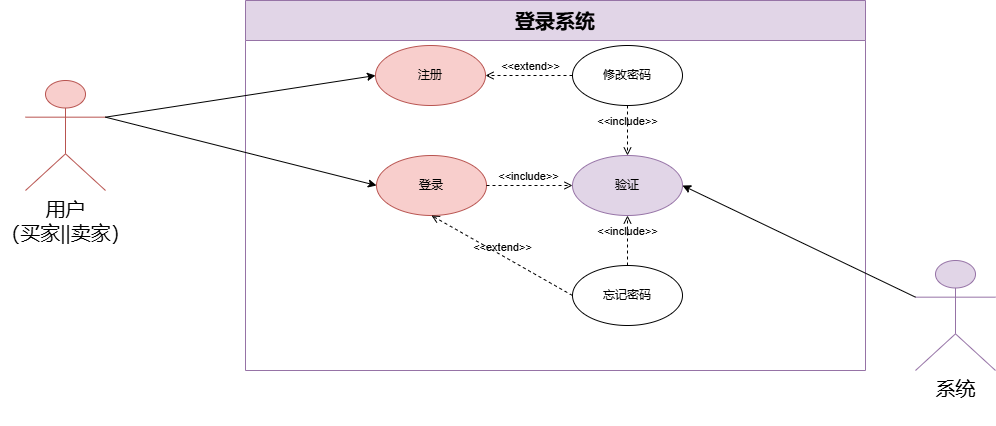 登录系统
注册
<<extend>>
修改密码
<<include>>
登录
<<include>>
验证
用户
(买家||卖家)
<<extend>>
<<include>>
忘记密码
系统